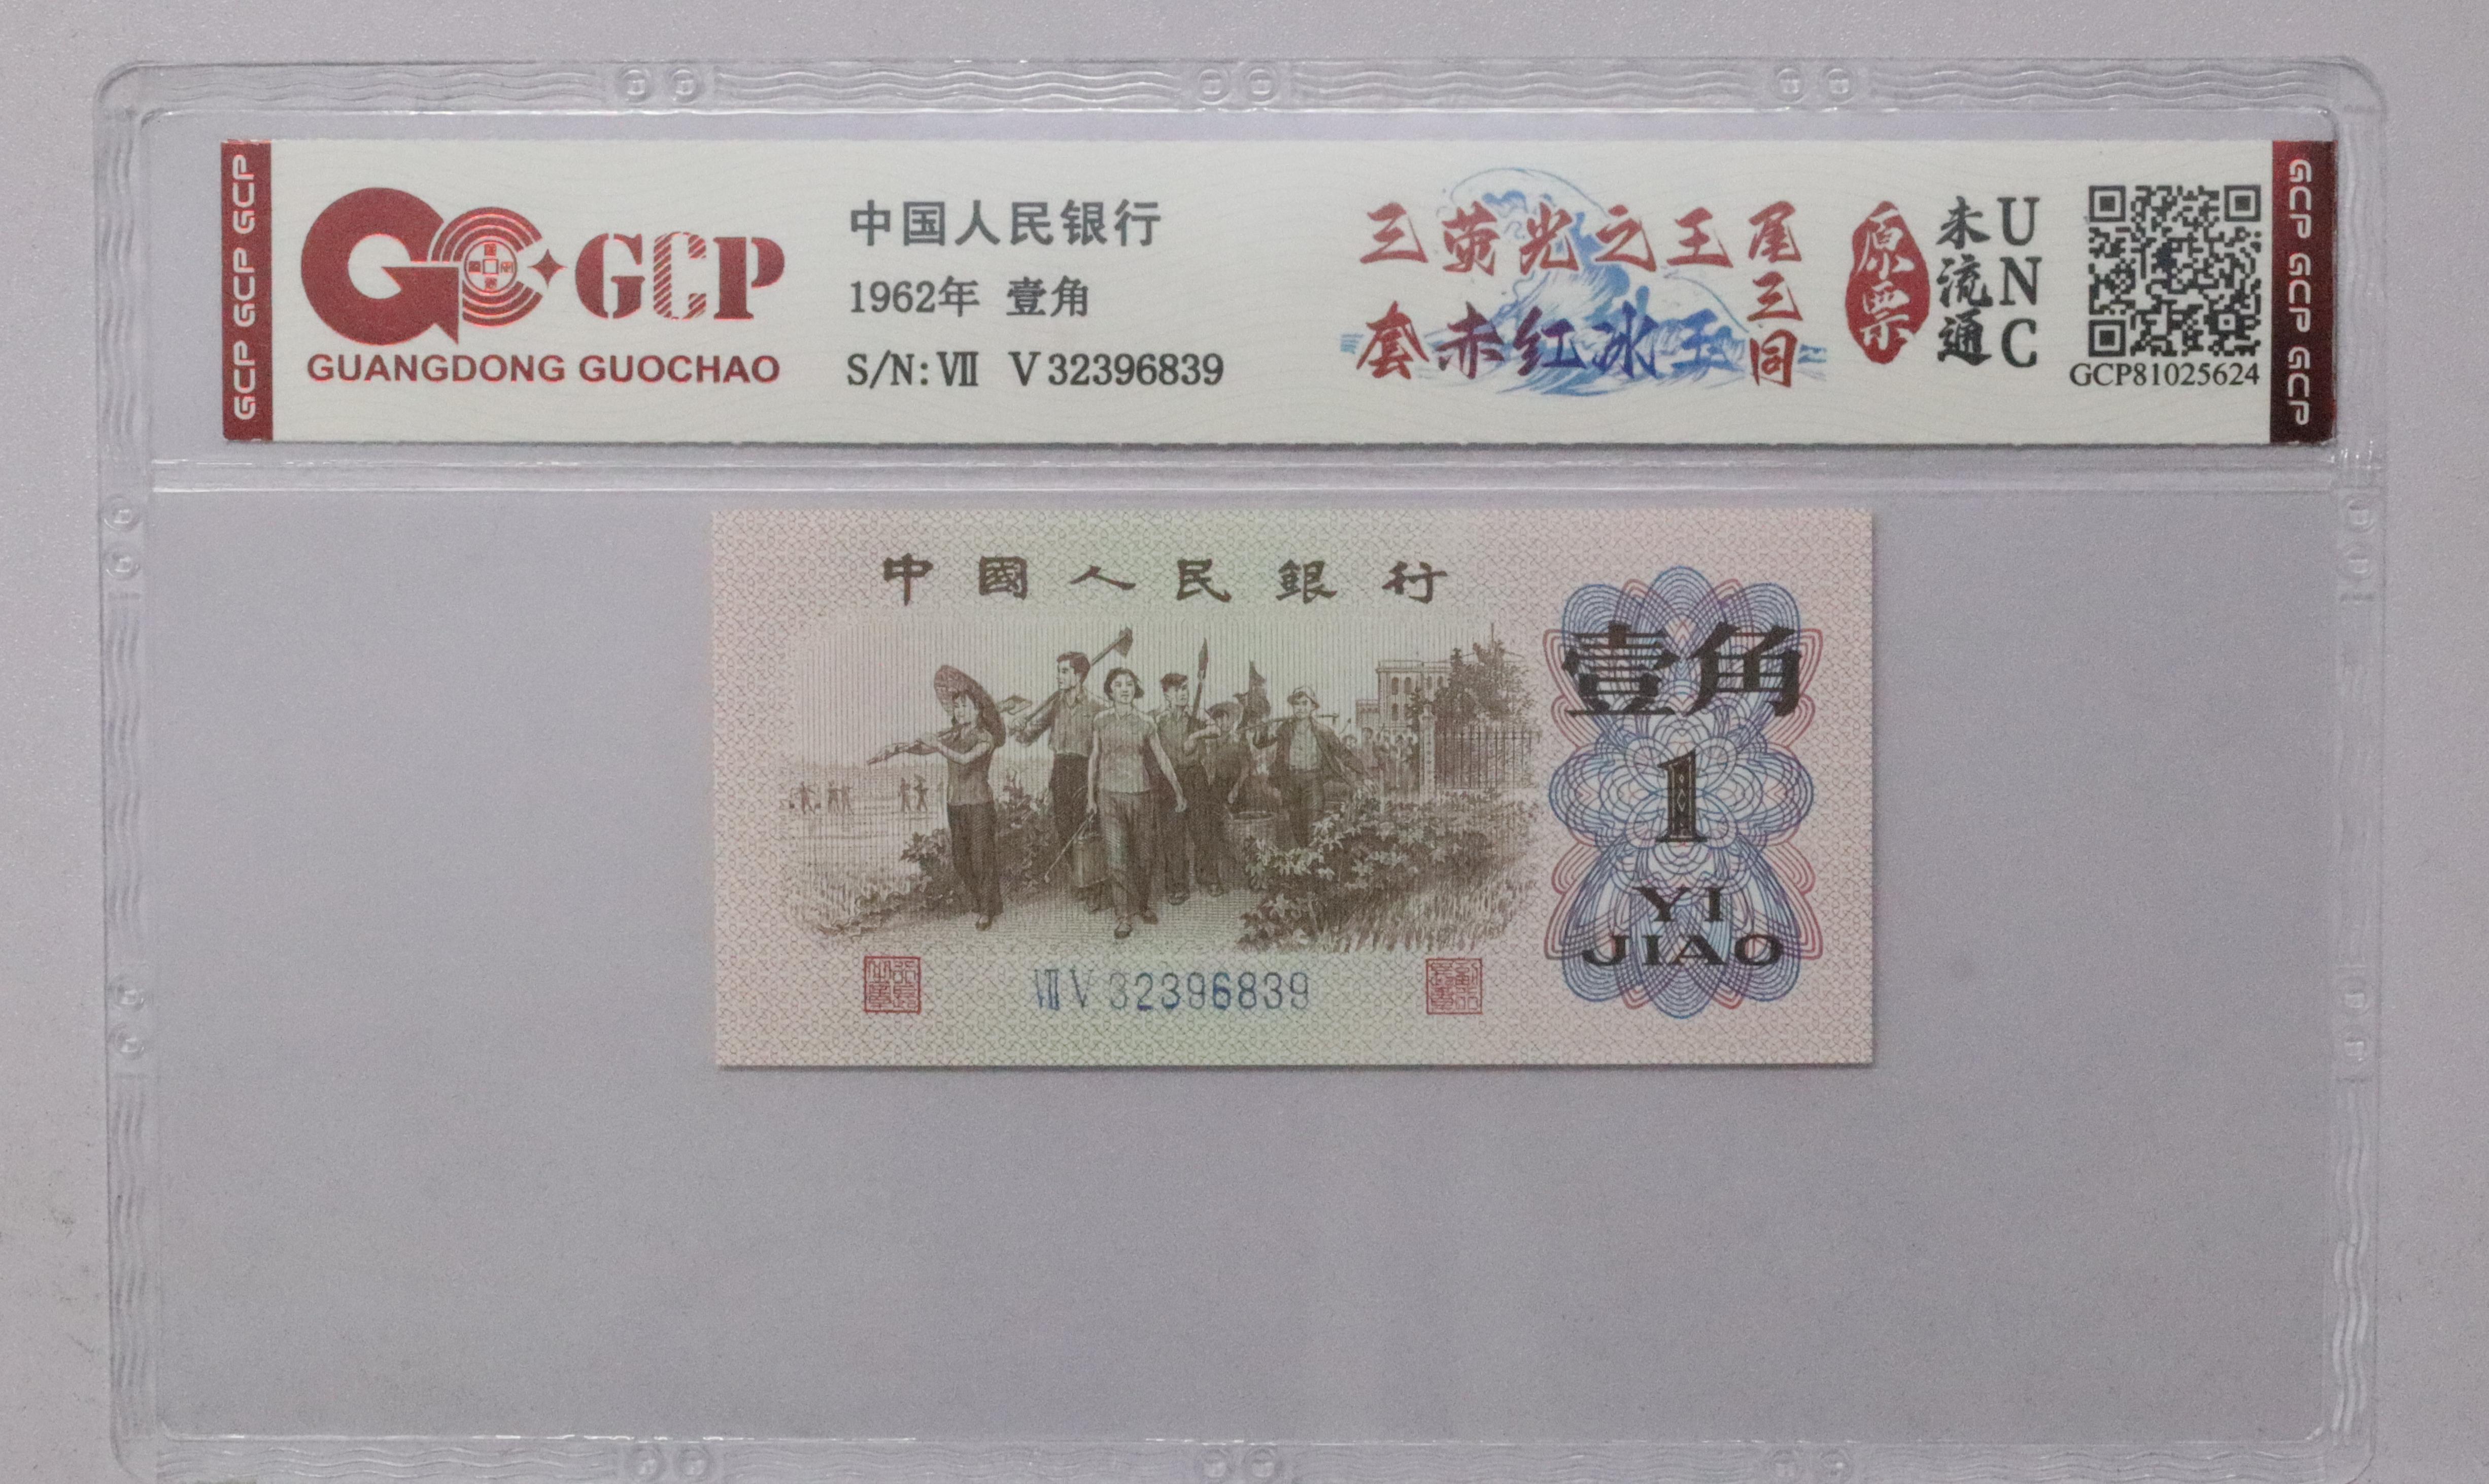 GCP GCP GCP
GCP
GUANGDONG GUOCHAO
中国人民银行
1962年 壹角
S/N: Ⅶ V 32396839
三萤光之王
套赤红冰玉
尾三同
原票
未流通
UNC
GCP81025624
GCP GCP GCP
中國人民銀行
壹角
1
YI
JIAO
Ⅶ V 32396839